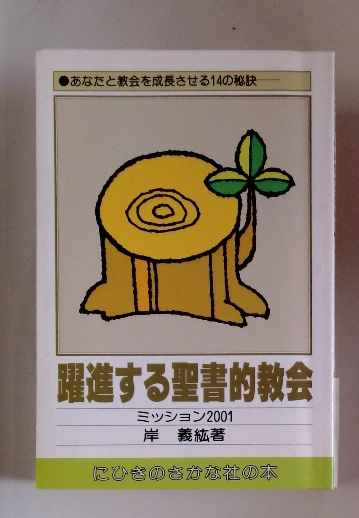 ●あなたと教会を成長させる14の秘訣
躍進する聖書的教会
ミッション2001
岸 義紘著
にひきのさかな社の本